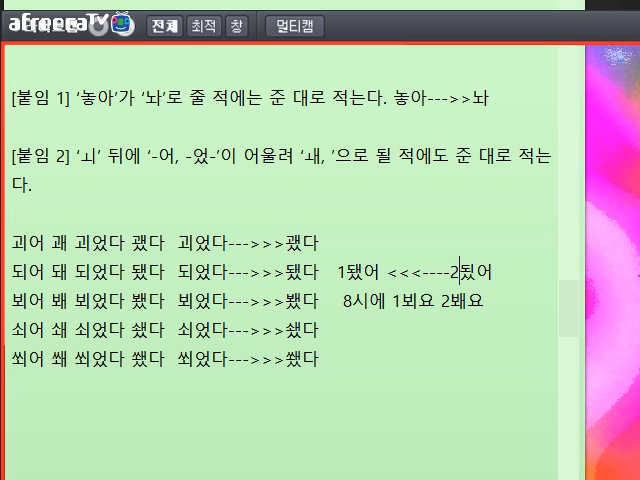 afreecaTV
전체 최적 창 멀티캠
[붙임 1] ‘놓아’가 ‘놔’로 줄 적에는 준 대로 적는다. 놓아--->>놔
[붙임 2] ‘ㅚ’ 뒤에 ‘-어, -었-’이 어울려 ‘ㅙ, ’으로 될 적에도 준 대로 적는
다.
괴어 괘 괴었다 괬다 괴었다--->>>괬다
되어 돼 되었다 됐다 되었다--->>>됐다 1됐어 <<<----2됬어
뵈어 봬 뵈었다 뵀다 뵈었다--->>>뵀다 8시에 1뵈요 2봬요
쇠어 쇄 쇠었다 쇘다 쇠었다--->>>쇘다
쐬어 쐐 쐬었다 쐤다 쐬었다--->>>쐤다